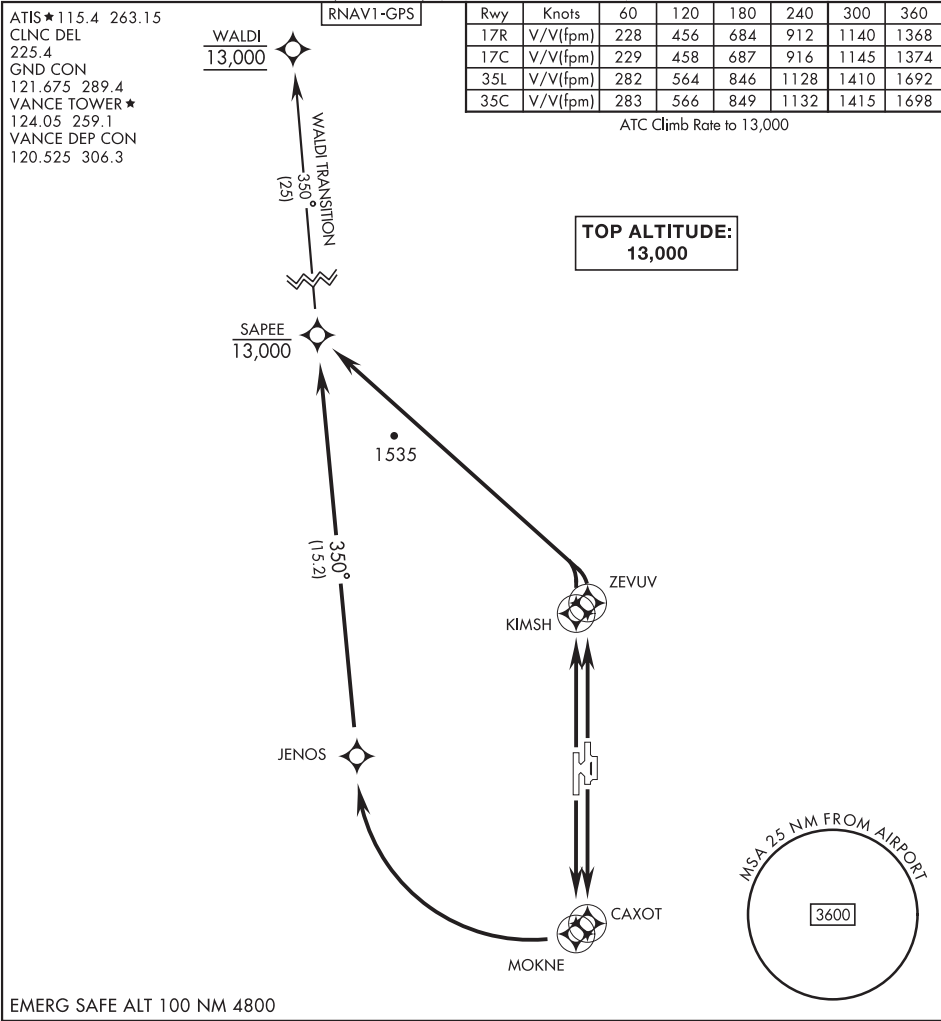 ATIS★115.4 263.15
CLNC DEL
225.4
GND CON
121.675 289.4
VANCE TOWER★
124.05 259.1
VANCE DEP CON
120.525 306.3
RNAV1-GPS
WALDI
13,000
Rwy Knots 60 120 180 240 300 360
17R V/V(fpm) 228 456 684 912 1140 1368
17C V/V(fpm) 229 458 687 916 1145 1374
35L V/V(fpm) 282 564 846 1128 1410 1692
35C V/V(fpm) 283 566 849 1132 1415 1698
ATC Climb Rate to 13,000
WALDI TRANSITION
350°
(25)
TOP ALTITUDE:
13,000
SAPEE
13,000
1535
350°
(15.2)
ZEVUV
KIMSH
JENOS
CAXOT
MOKNE
MSA 25 NM FROM AIRPORT
3600
EMERG SAFE ALT 100 NM 4800